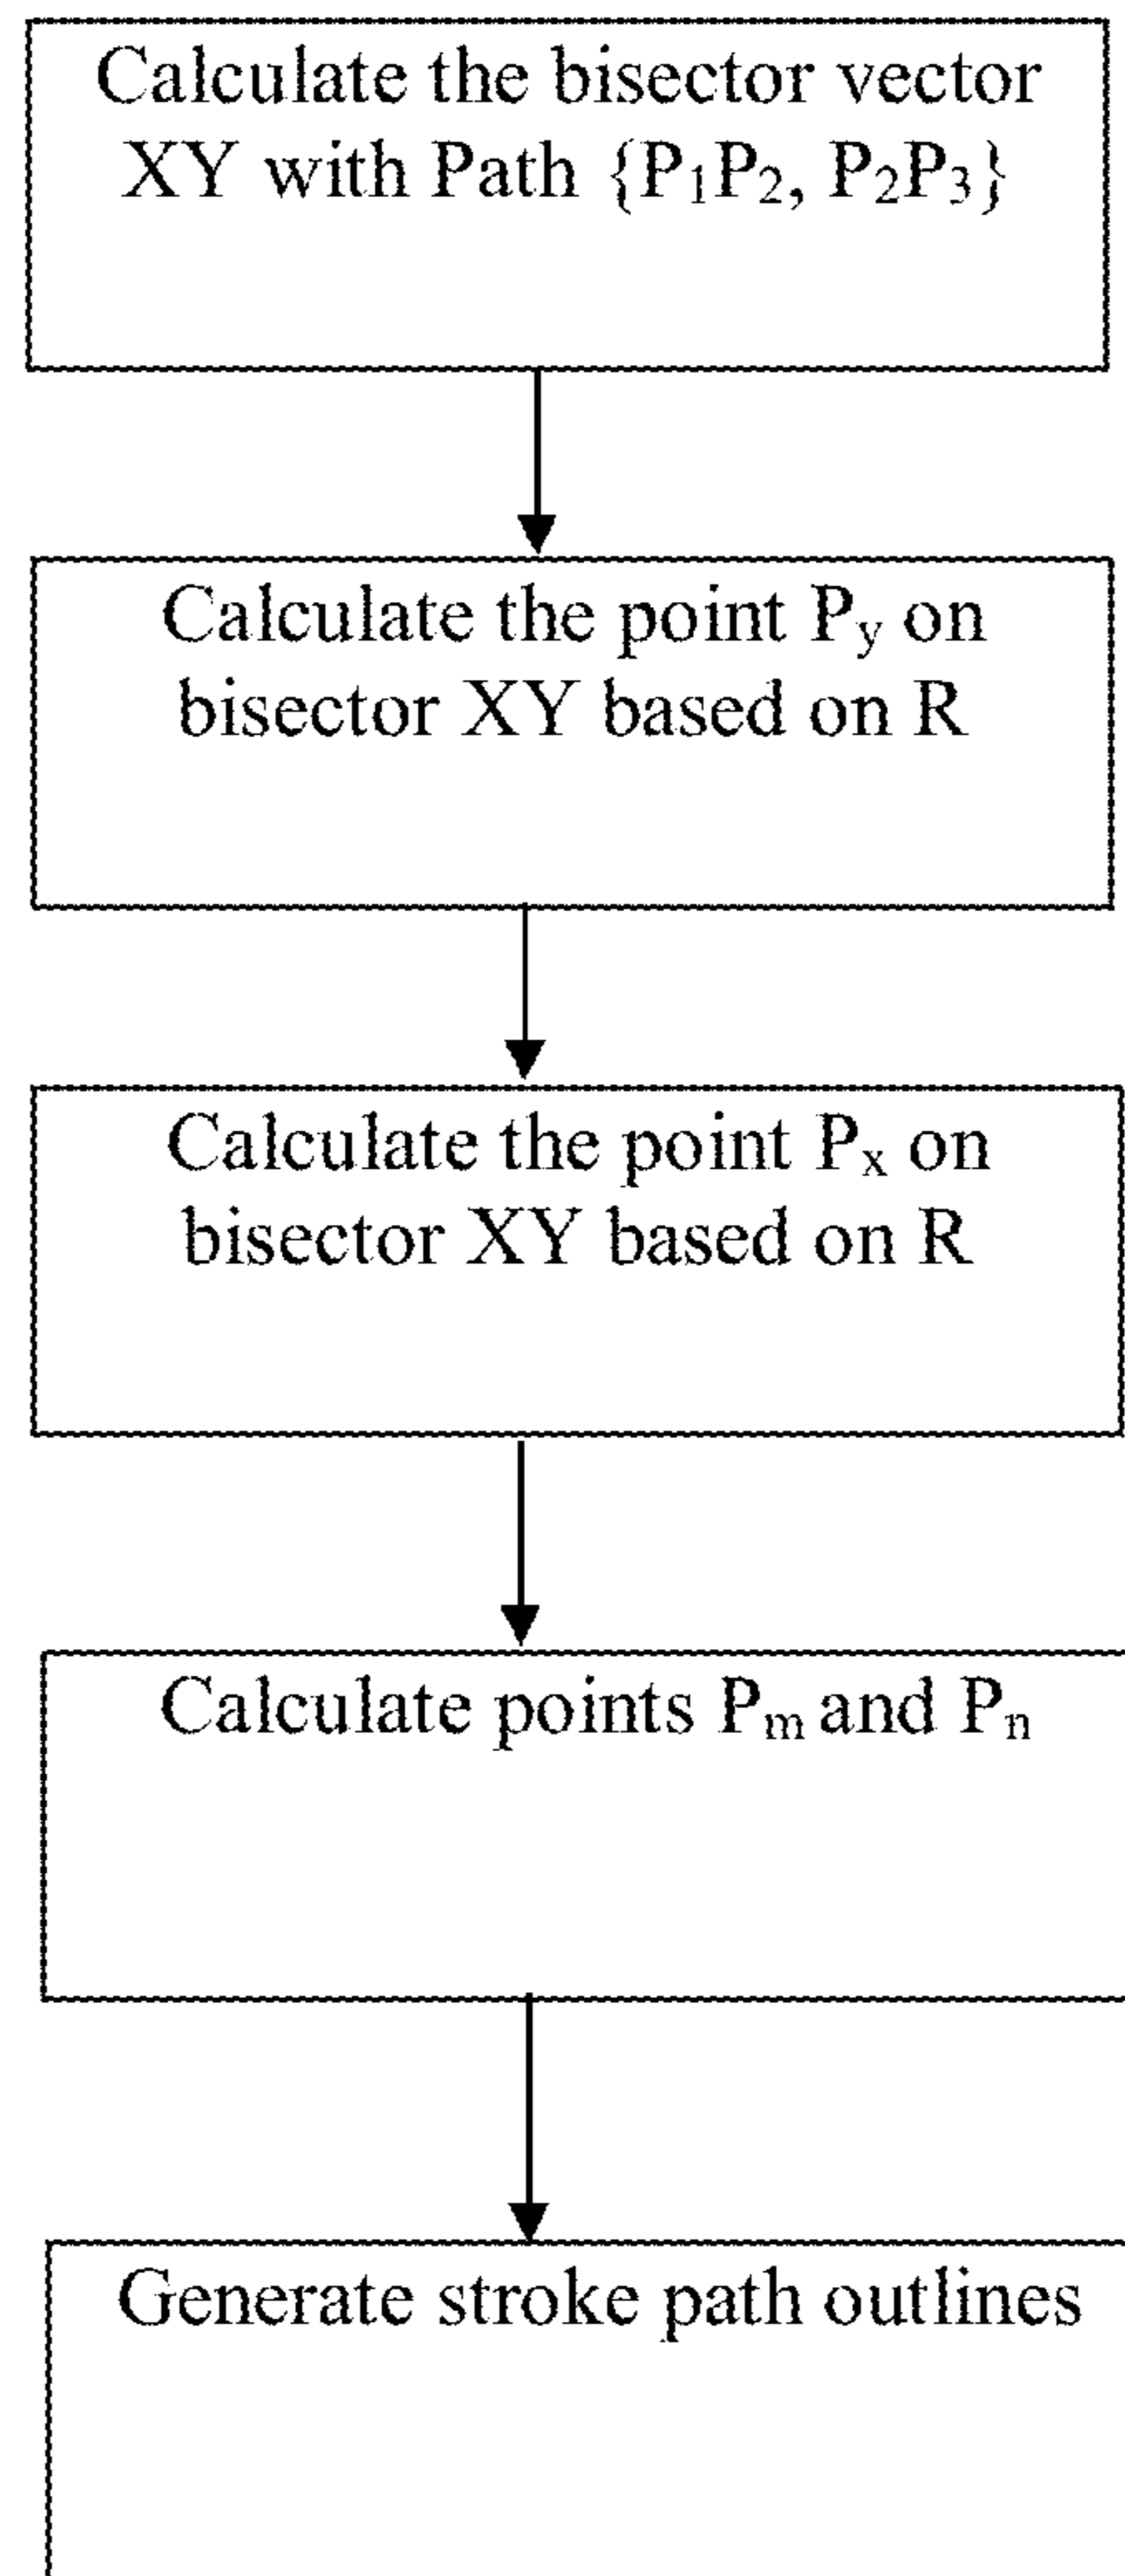 Calculate the bisector vector
XY with Path {P₁P₂, P₂P₃}
Calculate the point Pᵧ on
bisector XY based on R
Calculate the point Pₓ on
bisector XY based on R
Calculate points Pₘ and Pₙ
Generate stroke path outlines